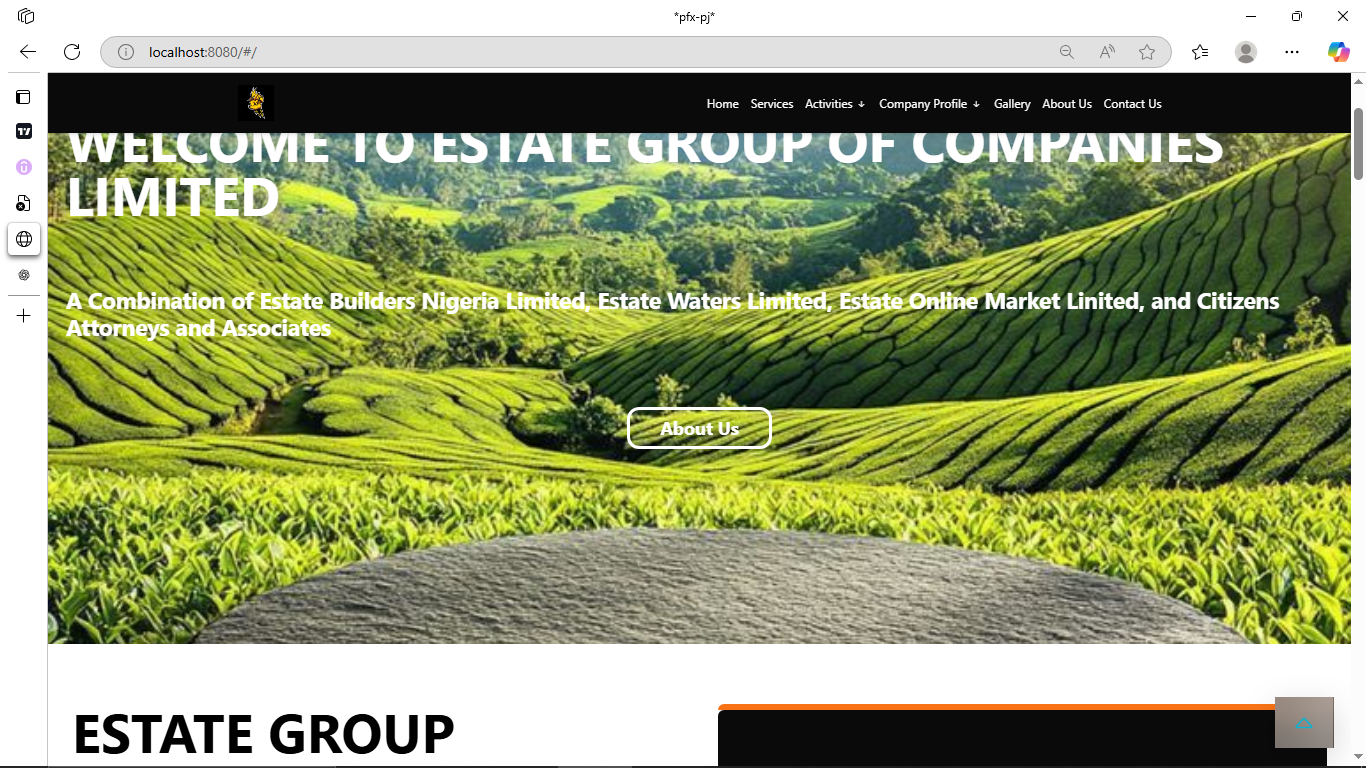 *pfx-pj*
localhost:8080/#/
Home Services Activities ↓ Company Profile ↓ Gallery About Us Contact Us
WELCOME TO ESTATE GROUP OF COMPANIES
LIMITED
A Combination of Estate Builders Nigeria Limited, Estate Waters Limited, Estate Online Market Linited, and Citizens
Attorneys and Associates
About Us
ESTATE GROUP